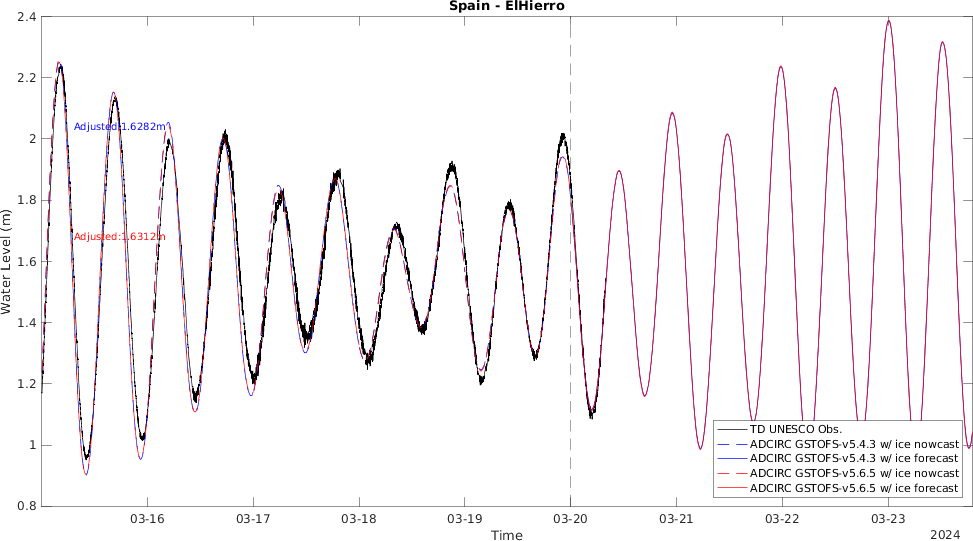 Spain - ElHierro
2.4
2.2
2
1.8
1.6
1.4
1.2
1
0.8
Water Level (m)
Adjusted:1.6282m
Adjusted:1.6312m
TD UNESCO Obs.
ADCIRC GSTOFS-v5.4.3 w/ ice nowcast
ADCIRC GSTOFS-v5.4.3 w/ ice forecast
ADCIRC GSTOFS-v5.6.5 w/ ice nowcast
ADCIRC GSTOFS-v5.6.5 w/ ice forecast
03-16 03-17 03-18 03-19 03-20 03-21 03-22 03-23
Time
2024